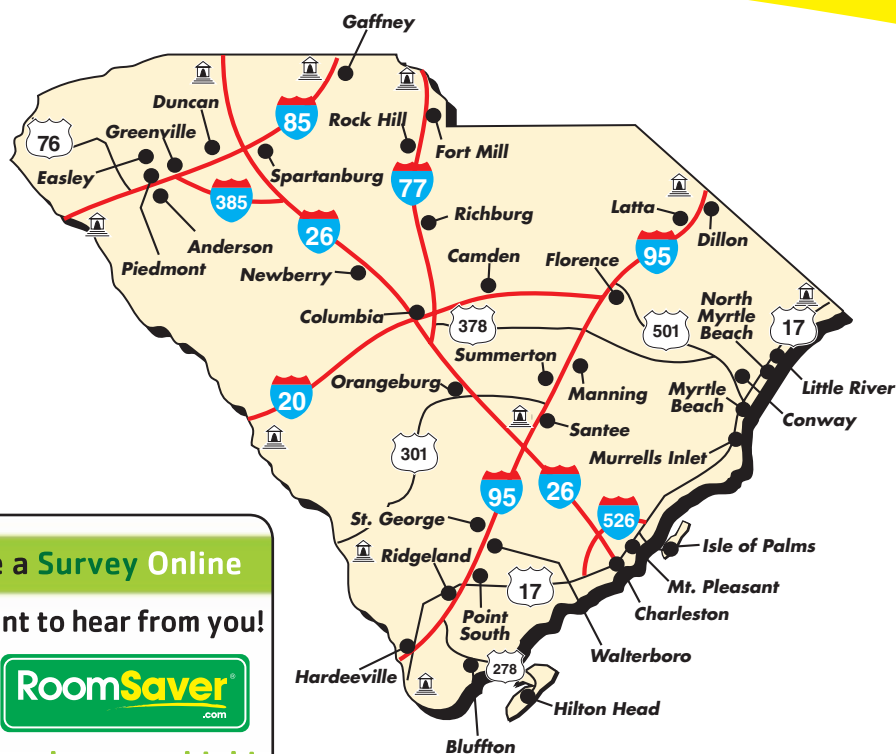 Gaffney
Duncan
85
Rock Hill
76
Greenville
Fort Mill
Easley
Spartanburg
77
385
Latta
Richburg
26
Dillon
Anderson
95
Piedmont
Camden
Florence
Newberry
North
Myrtle
Beach
Columbia
378
501
17
Summerton
Orangeburg
Little River
20
Manning
Myrtle
Beach
Conway
Santee
301
Murrells Inlet
95
26
526
St. George
Isle of Palms
Ridgeland
17
Mt. Pleasant
Point
South
Charleston
Walterboro
Hardeeville
278
Hilton Head
Bluffton
e a Survey Online
nt to hear from you!
RoomSaver®
.com